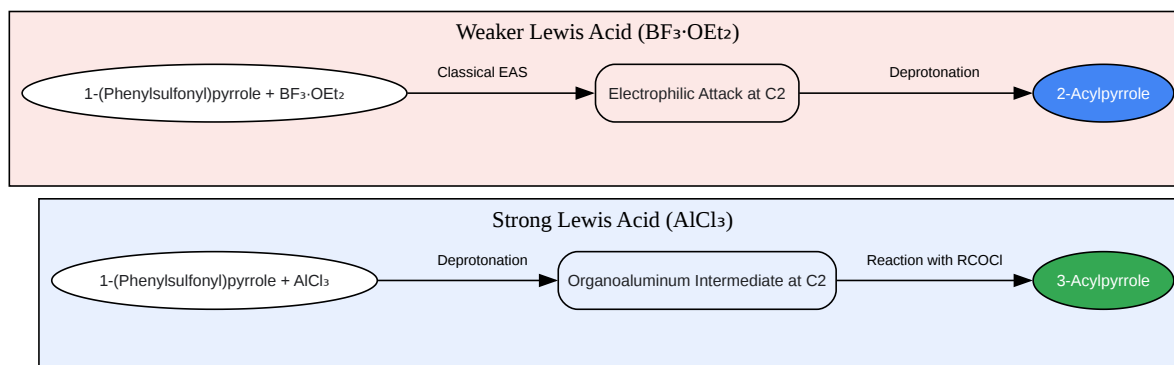 Weaker Lewis Acid (BF₃·OEt₂)
Classical EAS
Deprotonation
1-(Phenylsulfonyl)pyrrole + BF₃·OEt₂
Electrophilic Attack at C2
2-Acylpyrrole
Strong Lewis Acid (AlCl₃)
Deprotonation
Reaction with RCOCl
1-(Phenylsulfonyl)pyrrole + AlCl₃
Organoaluminum Intermediate at C2
3-Acylpyrrole